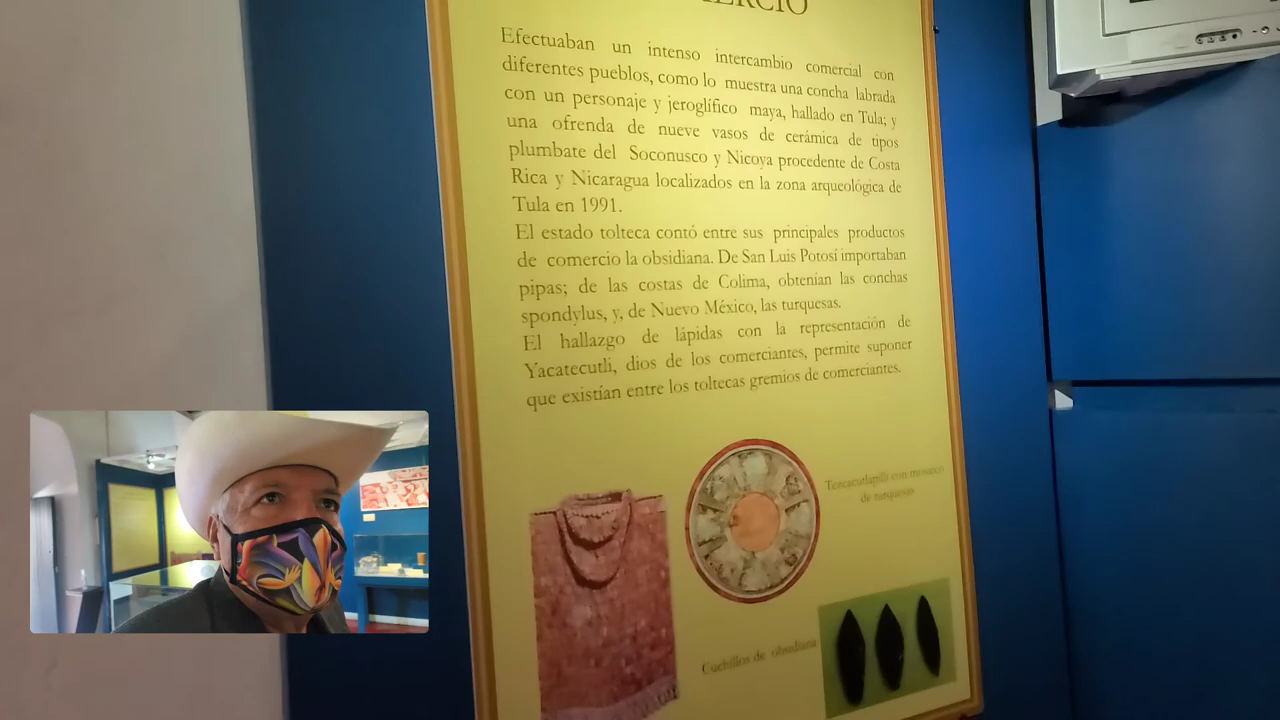 Efectuaban un intenso intercambio comercial con
diferentes pueblos, como lo muestra una concha labrada
con un personaje y jeroglífico maya, hallado en Tula; y
una ofrenda de nueve vasos de cerámica de tipos
plumbate del Soconusco y Nicoya procedente de Costa
Rica y Nicaragua localizados en la zona arqueológica de
Tula en 1991.
El estado tolteca contó entre sus principales productos
de comercio la obsidiana. De San Luis Potosí importaban
pipas; de las costas de Colima, obtenían las conchas
spondylus, y, de Nuevo México, las turquesas.
El hallazgo de lápidas con la representación de
Yacatecutli, dios de los comerciantes, permite suponer
que existían entre los toltecas gremios de comerciantes.
con mosaico
de turquesas
Cuchillos de obsidiana